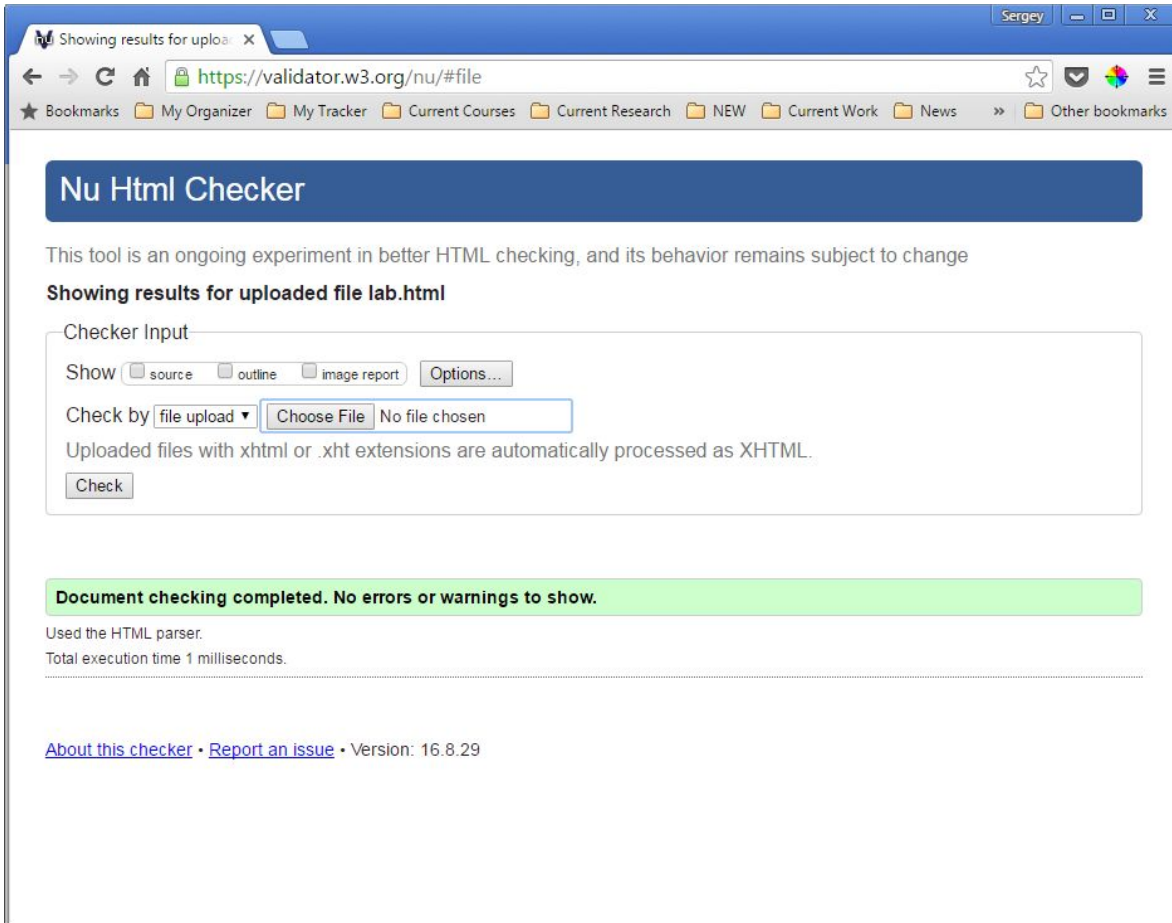 Sergey
Showing results for uploa
https://validator.w3.org/nu/#file
Bookmarks My Organizer My Tracker Current Courses Current Research NEW Current Work News » Other bookmarks
Nu Html Checker
This tool is an ongoing experiment in better HTML checking, and its behavior remains subject to change
Showing results for uploaded file lab.html
Checker Input
Show source outline image report Options...
Check by file upload Choose File No file chosen
Uploaded files with xhtml or .xht extensions are automatically processed as XHTML.
Check
Document checking completed. No errors or warnings to show.
Used the HTML parser.
Total execution time 1 milliseconds.
About this checker • Report an issue • Version: 16.8.29